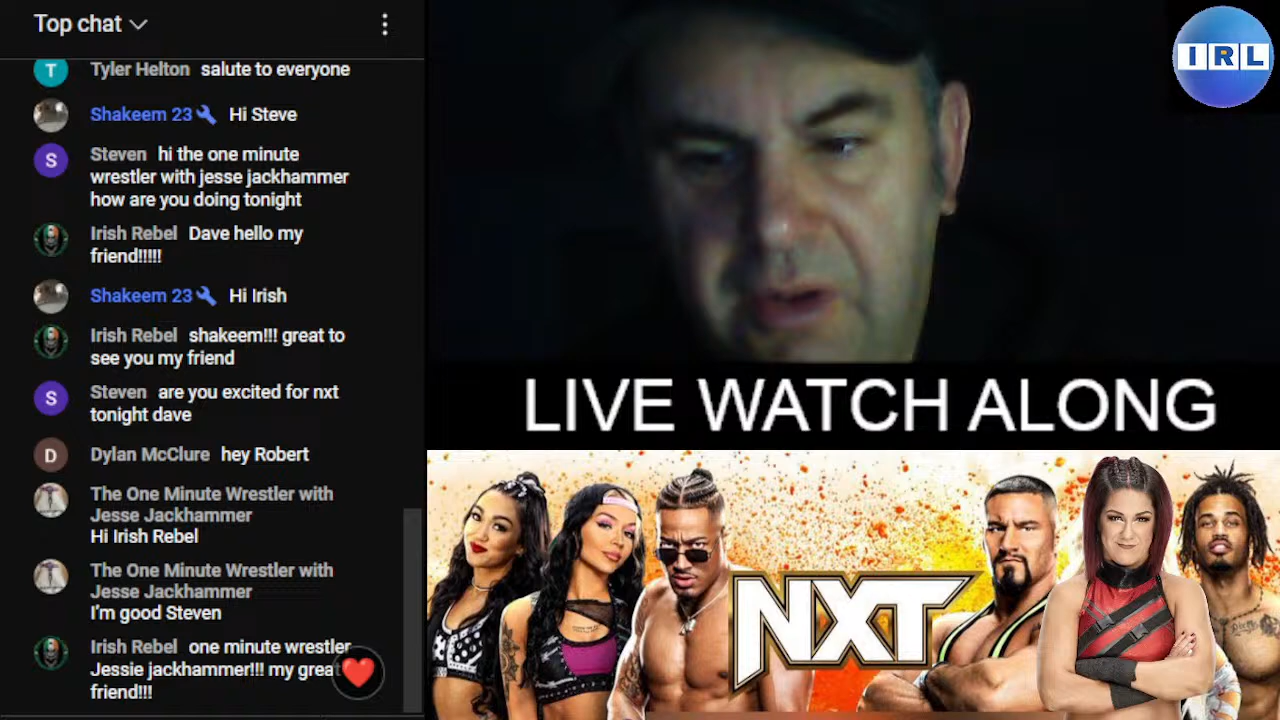 Top chat
T
Tyler Helton salute to everyone
Shakeem 23 Hi Steve
S
Steven hi the one minute
wrestler with jesse jackhammer
how are you doing tonight
Irish Rebel Dave hello my
friend!!!!!
Shakeem 23 Hi Irish
Irish Rebel shakeem!!! great to
see you my friend
S
Steven are you excited for nxt
tonight dave
D
Dylan McClure hey Robert
The One Minute Wrestler with
Jesse Jackhammer
Hi Irish Rebel
The One Minute Wrestler with
Jesse Jackhammer
I'm good Steven
Irish Rebel one minute wrestler
Jessie jackhammer!!! my great
friend!!!
IRL
LIVE WATCH ALONG
NXT